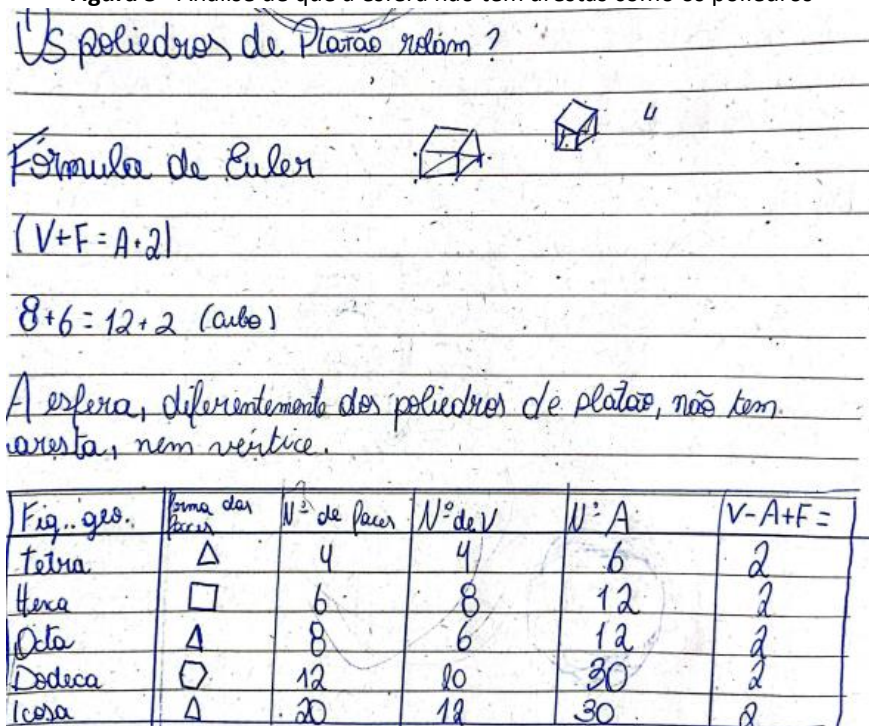 Figura 3 - Análise de que a esfera não tem arestas como os poliedros
Os poliedros de Platão rolam?
4
Fórmula de Euler
(V+F=A+2)
8+6=12+2 (cubo)
A esfera, diferentemente dos poliedros de platão, não tem
aresta, nem vértice.
Fig. geo. forma das faces Nº de faces Nº de V Nº A V-A+F=
tetra 4 4 6 2
Hexa 6 8 12 2
Octa 8 6 12 2
Dodeca 12 20 30 2
Icosa 20 12 30 2